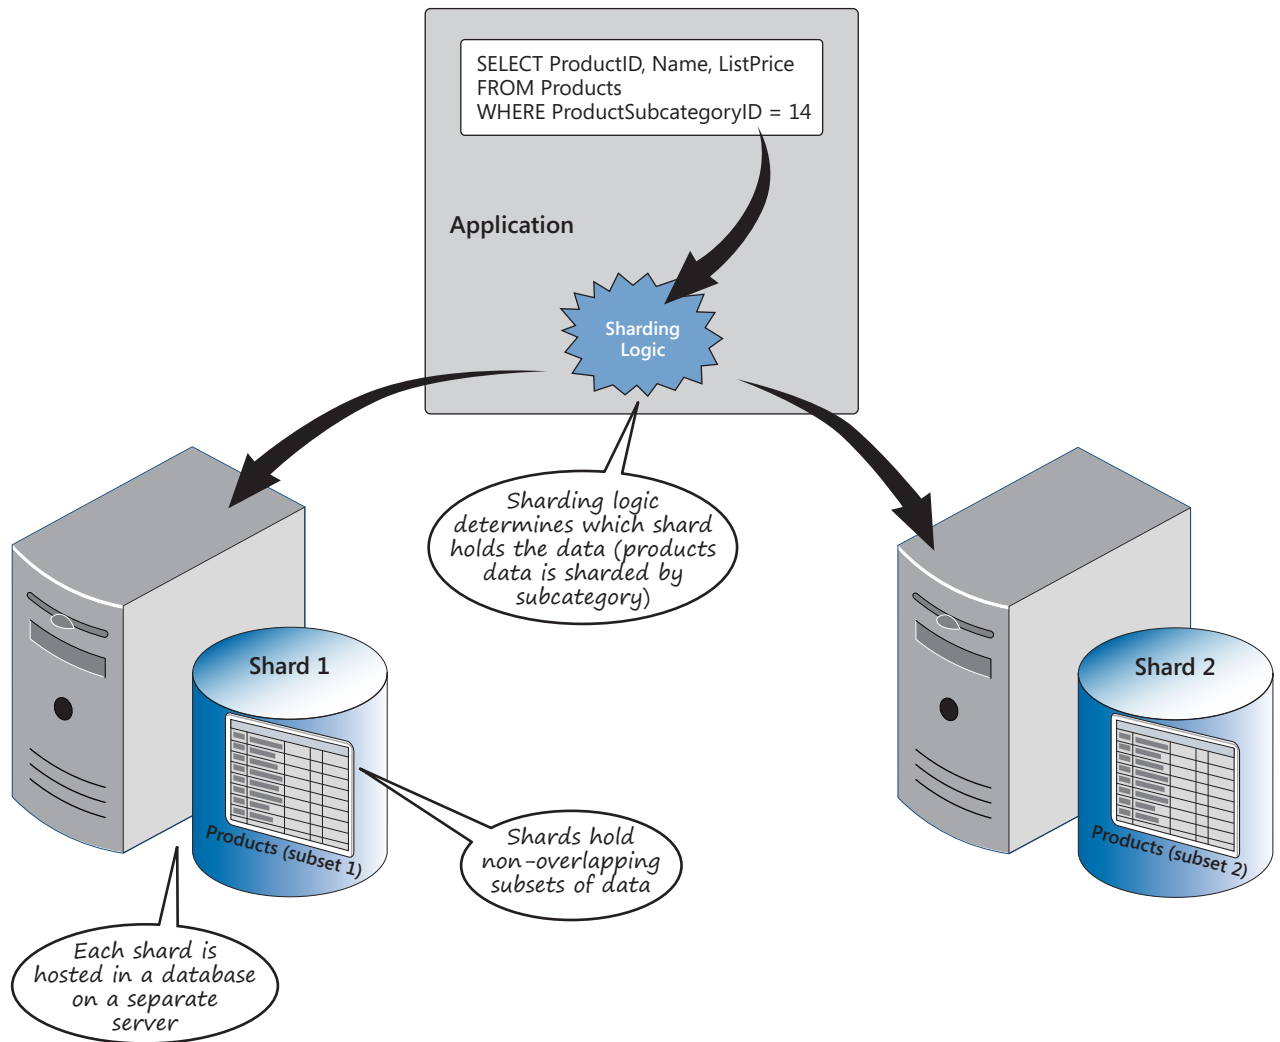 SELECT ProductID, Name, ListPrice
FROM Products
WHERE ProductSubcategoryID = 14
Application
Sharding
Logic
Sharding logic
determines which shard
holds the data (products
data is sharded by
subcategory)
Shard 1
Products (subset 1)
Shard 2
Products (subset 2)
Shards hold
non-overlapping
subsets of data
Each shard is
hosted in a database
on a separate
server